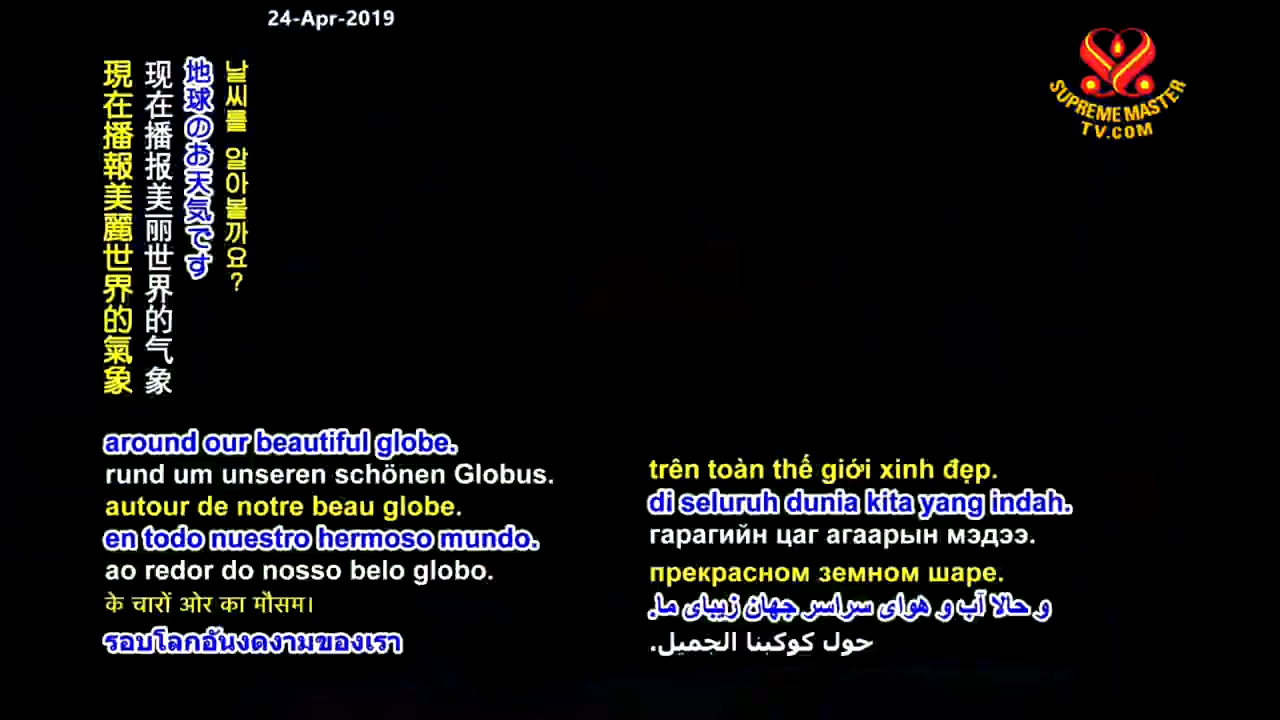 24-Apr-2019
SUPREME MASTER
TV.COM
現在播報美麗世界的氣象
现在播报美丽世界的气象
地球のお天気です
날씨를 알아볼까요?
around our beautiful globe.
rund um unseren schönen Globus.
autour de notre beau globe.
en todo nuestro hermoso mundo.
ao redor do nosso belo globo.
के चारों ओर का मौसम।
รอบโลกอันงดงามของเรา
trên toàn thế giới xinh đẹp.
di seluruh dunia kita yang indah.
гарагийн цаг агаарын мэдээ.
прекрасном земном шаре.
و حالا آب و هوای سراسر جهان زیبای ما.
حول كوكبنا الجميل.